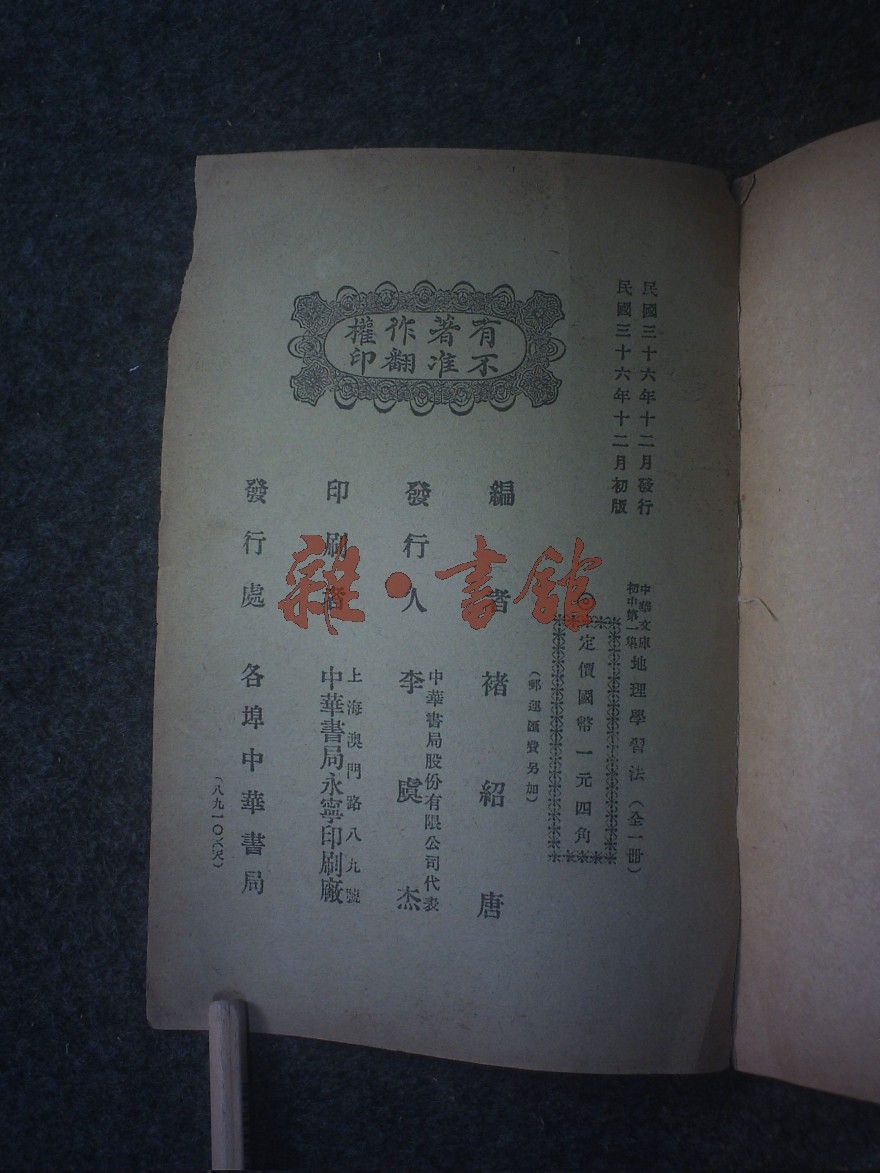 民國三十六年十二月發行
民國三十六年十二月初版
中華文庫
初中第一集
地理學習法（全一冊）
◎定價國幣一元四角
（郵運匯費另加）
有著作權
不准翻印
編者 褚紹唐
發行人 李虞杰
中華書局股份有限公司代表
印刷者
上海澳門路八九號
中華書局永寧印刷廠
發行處 各埠中華書局
雜·書館